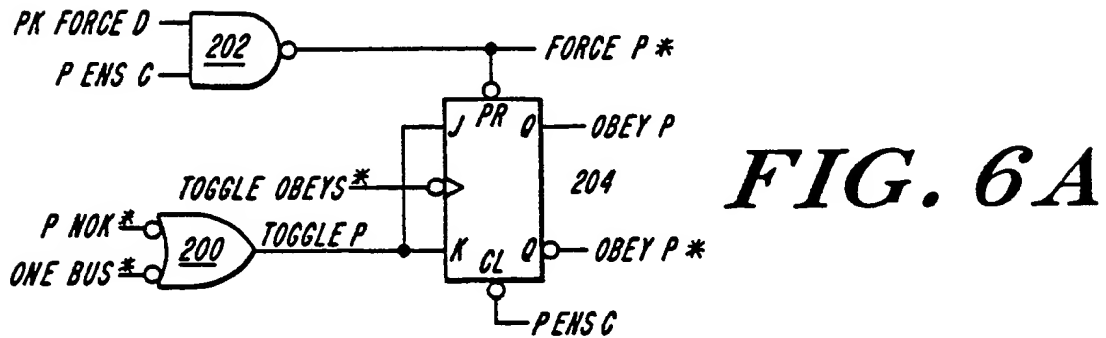 PK FORCE D
202
FORCE P *
P ENS C
PR
J
Q
OBEY P
TOGGLE OBEYS*
204
FIG. 6A
P NOK*
200
TOGGLE P
K
CL
Q
OBEY P *
ONE BUS*
P ENS C